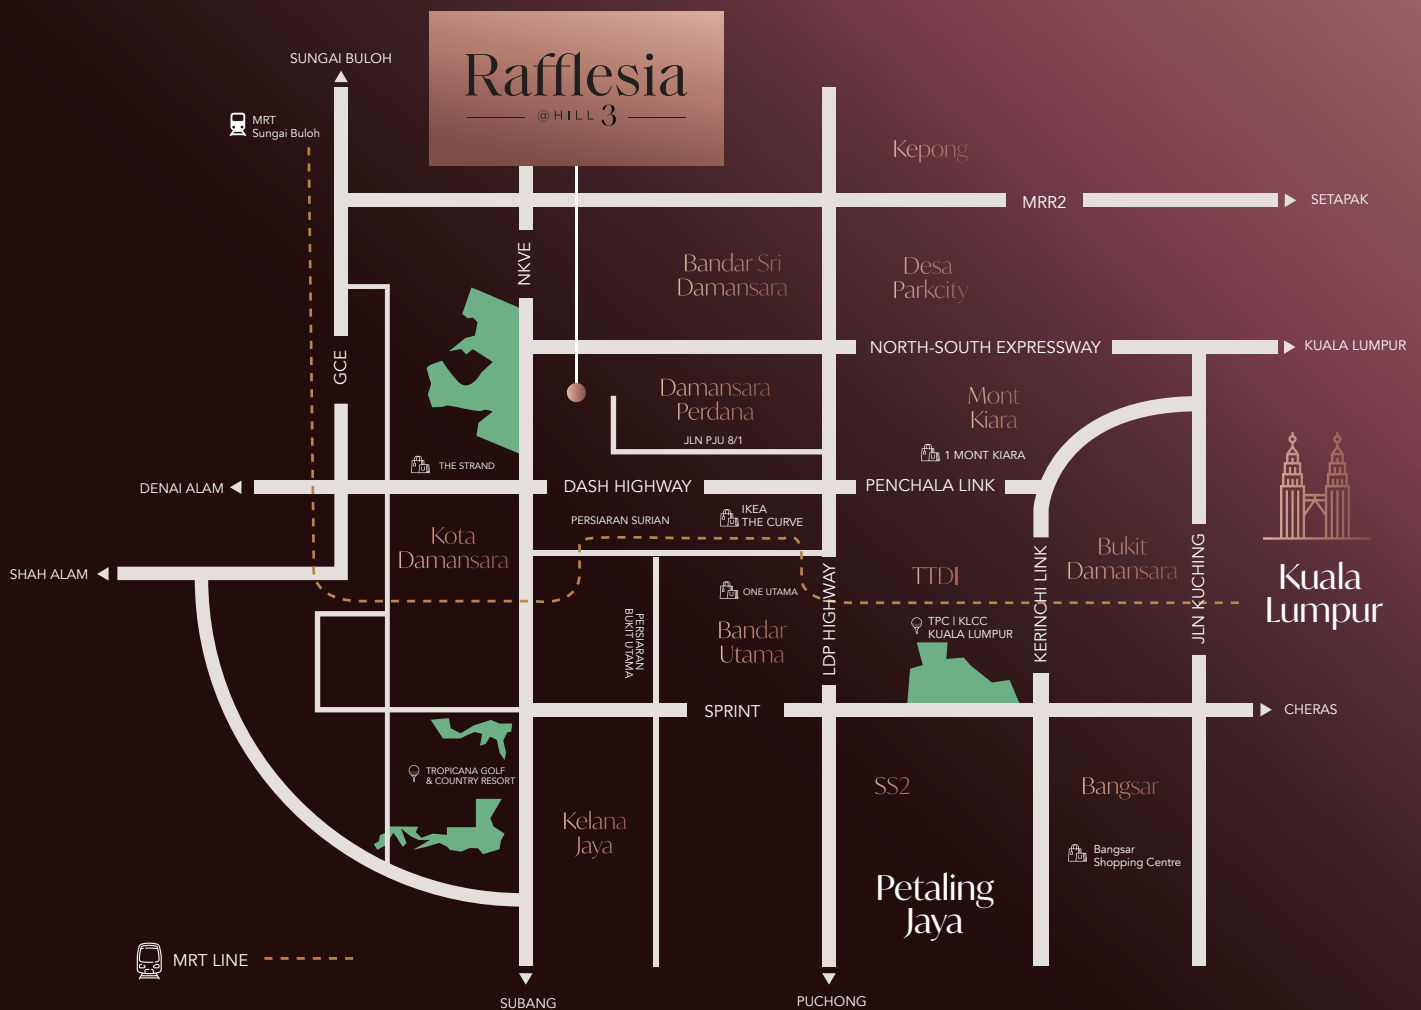 SUNGAI BULOH
Rafflesia
@HILL 3
MRT
Sungai Buloh
Kepong
MRR2
SETAPAK
NKVE
Bandar Sri
Damansara
Desa
Parkcity
GCE
NORTH-SOUTH EXPRESSWAY
KUALA LUMPUR
Damansara
Perdana
Mont
Kiara
JLN PJU 8/1
1 MONT KIARA
THE STRAND
DENAI ALAM
DASH HIGHWAY
PENCHALA LINK
IKEA
THE CURVE
PERSIARAN SURIAN
Kota
Damansara
SHAH ALAM
Bukit
Damansara
TTDI
ONE UTAMA
PERSIARAN
BUKIT UTAMA
Bandar
Utama
LDP HIGHWAY
TPC | KLCC
KUALA LUMPUR
KERINCHI LINK
JLN KUCHING
Kuala
Lumpur
SPRINT
CHERAS
TROPICANA GOLF
& COUNTRY RESORT
SS2
Bangsar
Kelana
Jaya
Bangsar
Shopping Centre
Petaling
Jaya
MRT LINE
SUBANG
PUCHONG